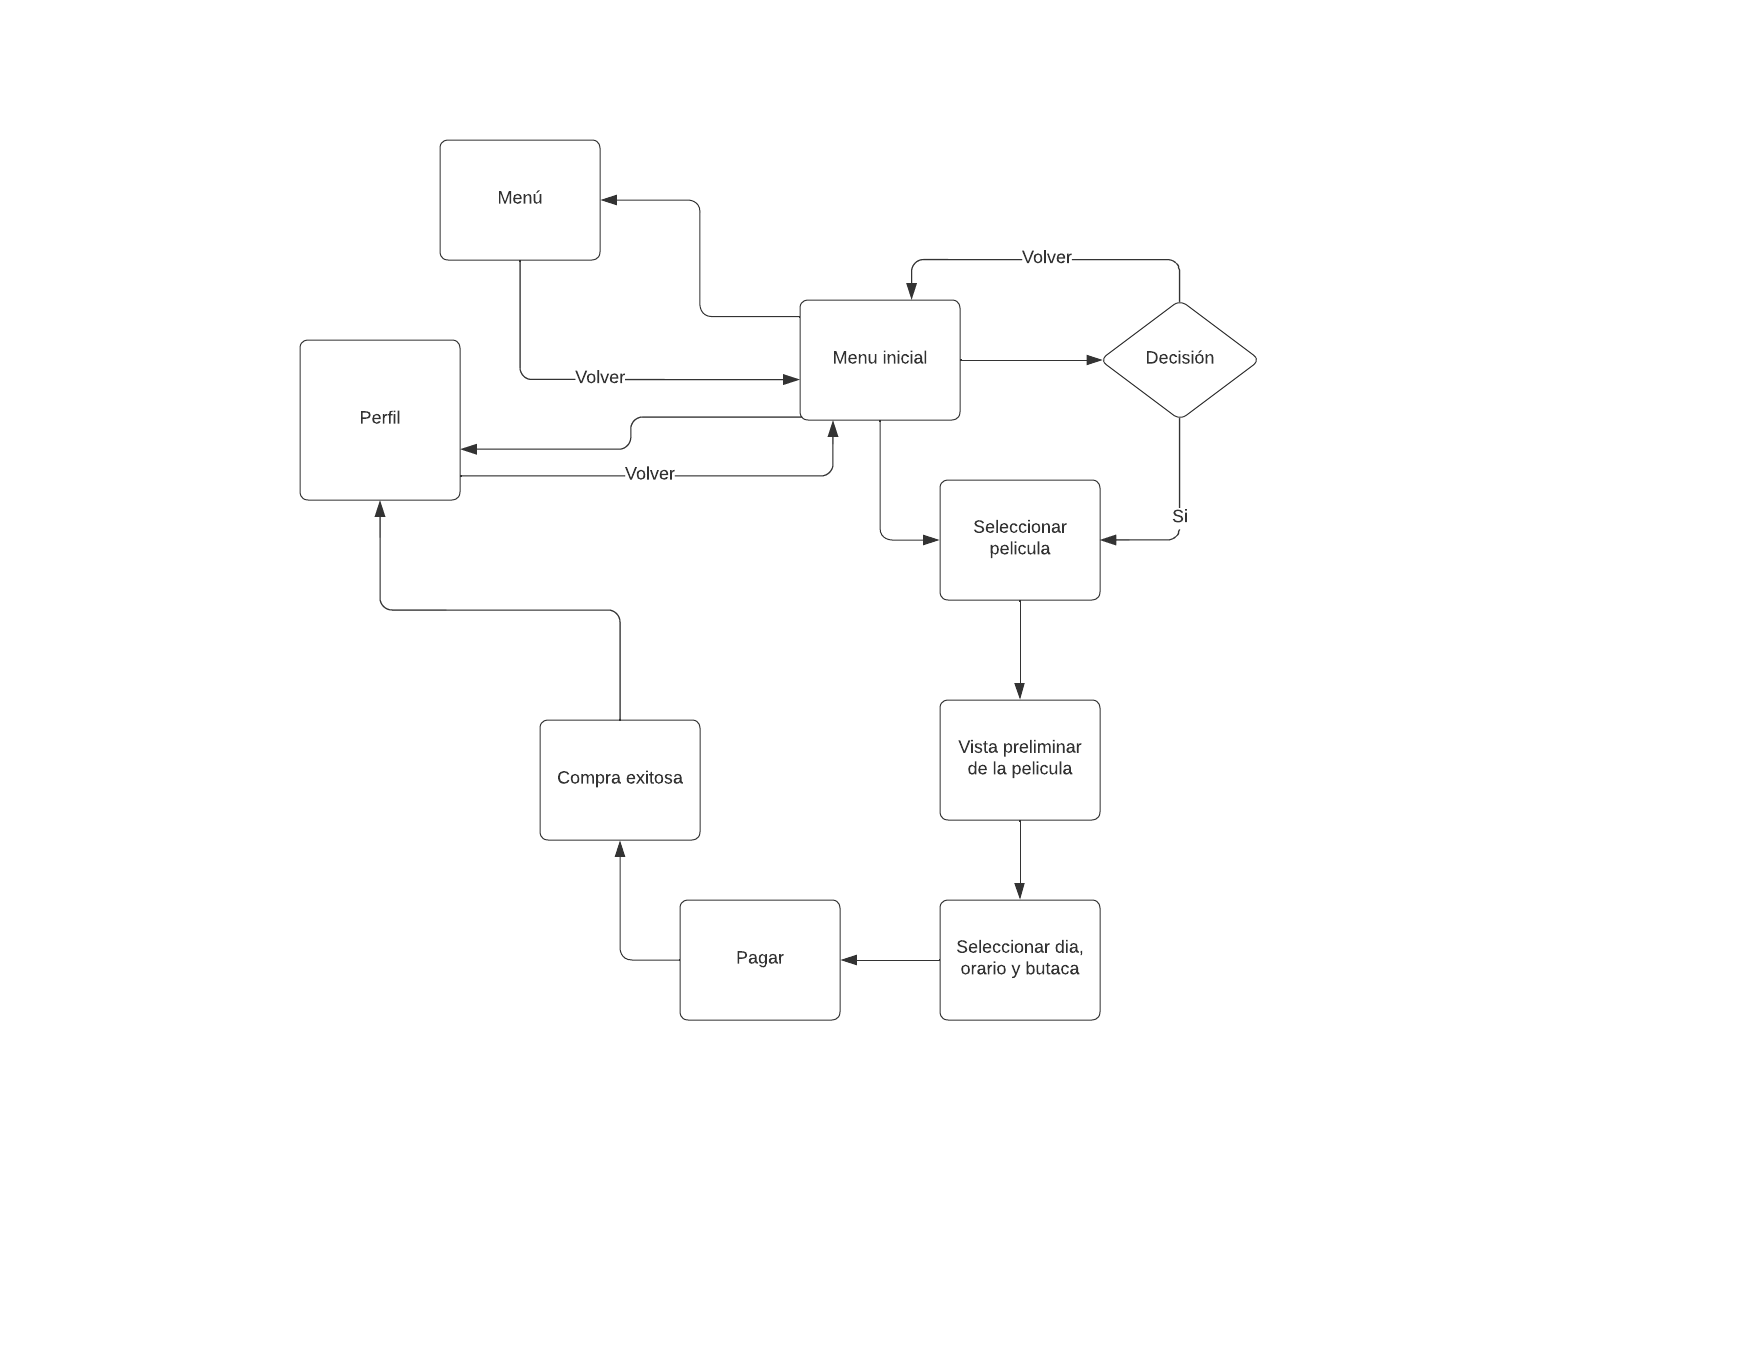 Menú
Volver
Menu inicial
Decisión
Volver
Perfil
Volver
Seleccionar
pelicula
Si
Vista preliminar
de la pelicula
Compra exitosa
Pagar
Seleccionar dia,
orario y butaca